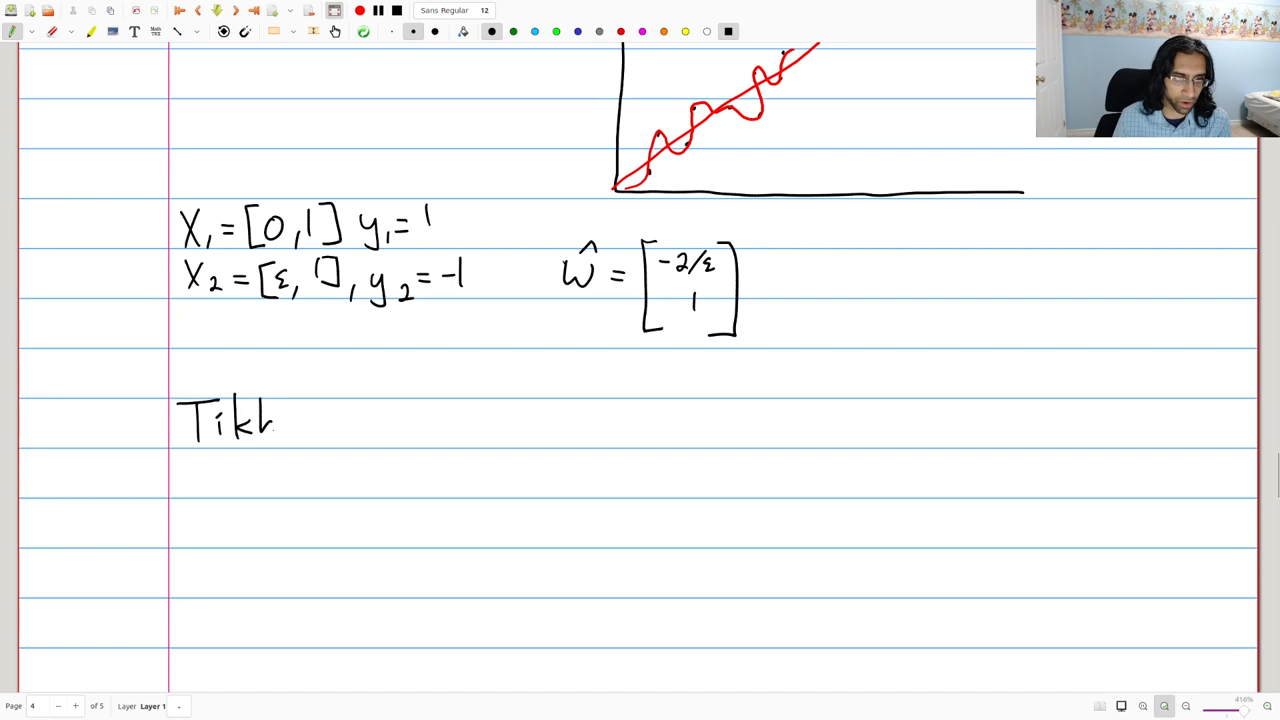 Sans Regular 12
X₁ = [0, 1] y₁ = 1
X₂ = [ε, 1], y₂ = -1
ŵ = [-2/ε
1]
Tikh
Page 4 of 5 Layer Layer 1
416%